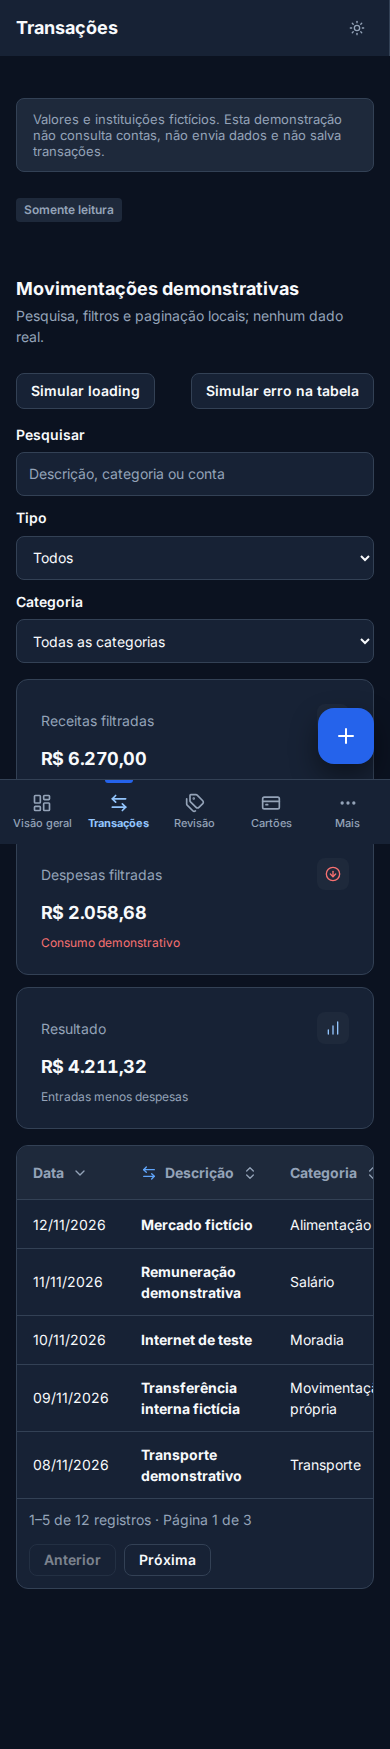 Transações
Valores e instituições fictícios. Esta demonstração
não consulta contas, não envia dados e não salva
transações.
Somente leitura
Movimentações demonstrativas
Pesquisa, filtros e paginação locais; nenhum dado
real.
Simular loading
Simular erro na tabela
Pesquisar
Descrição, categoria ou conta
Tipo
Todos
Categoria
Todas as categorias
Receitas filtradas
R$ 6.270,00
Visão geral
Transações
Revisão
Cartões
Mais
Despesas filtradas
R$ 2.058,68
Consumo demonstrativo
Resultado
R$ 4.211,32
Entradas menos despesas
Data Descrição Categoria
12/11/2026 Mercado fictício Alimentação
11/11/2026 Remuneração
demonstrativa Salário
10/11/2026 Internet de teste Moradia
09/11/2026 Transferência
interna fictícia Movimentaçã
própria
08/11/2026 Transporte
demonstrativo Transporte
1–5 de 12 registros · Página 1 de 3
Anterior
Próxima